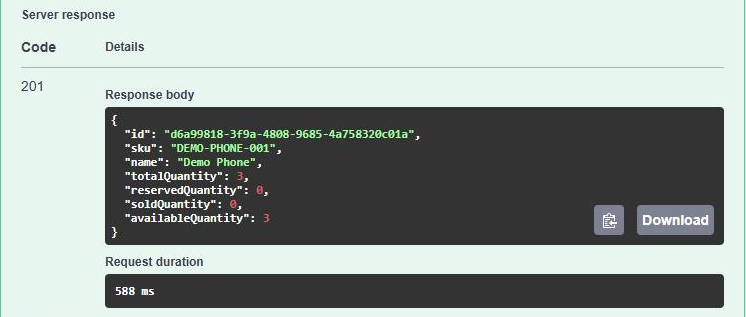 Server response
Code Details
201
Response body
{
  "id": "d6a99818-3f9a-4808-9685-4a758320c01a",
  "sku": "DEMO-PHONE-001",
  "name": "Demo Phone",
  "totalQuantity": 3,
  "reservedQuantity": 0,
  "soldQuantity": 0,
  "availableQuantity": 3
}
Download
Request duration
588 ms